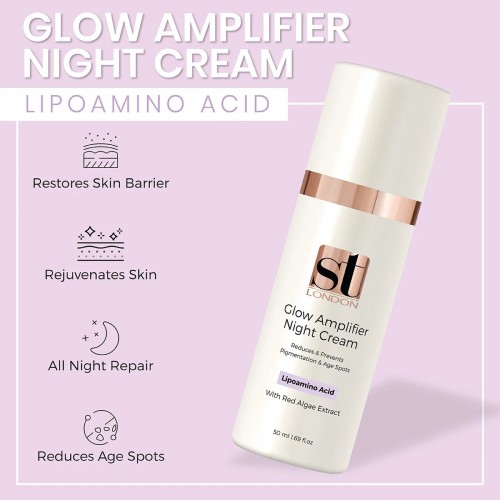 GLOW AMPLIFIER
NIGHT CREAM
LIPOAMINO ACID
Restores Skin Barrier
Rejuvenates Skin
All Night Repair
Reduces Age Spots
st
LONDON
Glow Amplifier
Night Cream
Reduces & Prevents
Pigmentation & Age Spots
Lipoamino Acid
With Red Algae Extract
50 ml 1.69 fl.oz